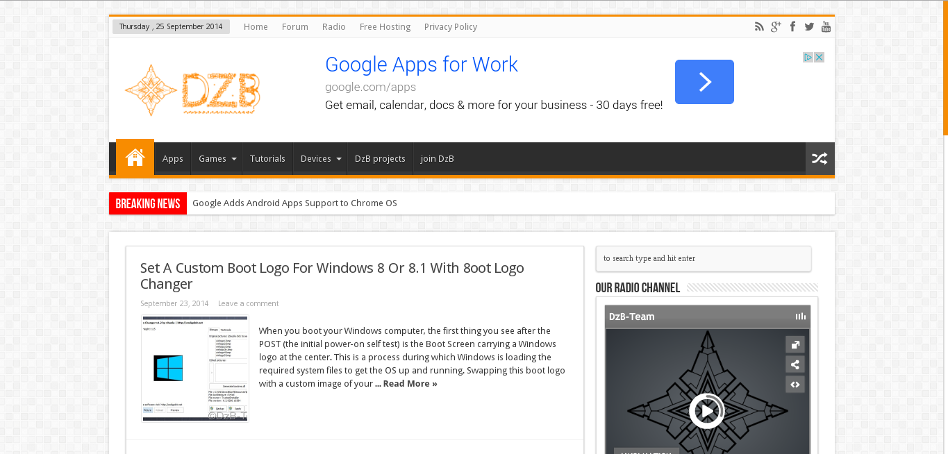 Thursday , 25 September 2014
Home Forum Radio Free Hosting Privacy Policy
DZB
Google Apps for Work
google.com/apps
Get email, calendar, docs & more for your business - 30 days free!
Apps Games Tutorials Devices DzB projects join DzB
BREAKING NEWS Google Adds Android Apps Support to Chrome OS
Set A Custom Boot Logo For Windows 8 Or 8.1 With 8oot Logo
Changer
September 23, 2014 Leave a comment
When you boot your Windows computer, the first thing you see after the
POST (the initial power-on self test) is the Boot Screen carrying a Windows
logo at the center. This is a process during which Windows is loading the
required system files to get the OS up and running. Swapping this boot logo
with a custom image of your ... Read More »
to search type and hit enter
OUR RADIO CHANNEL
DzB-Team